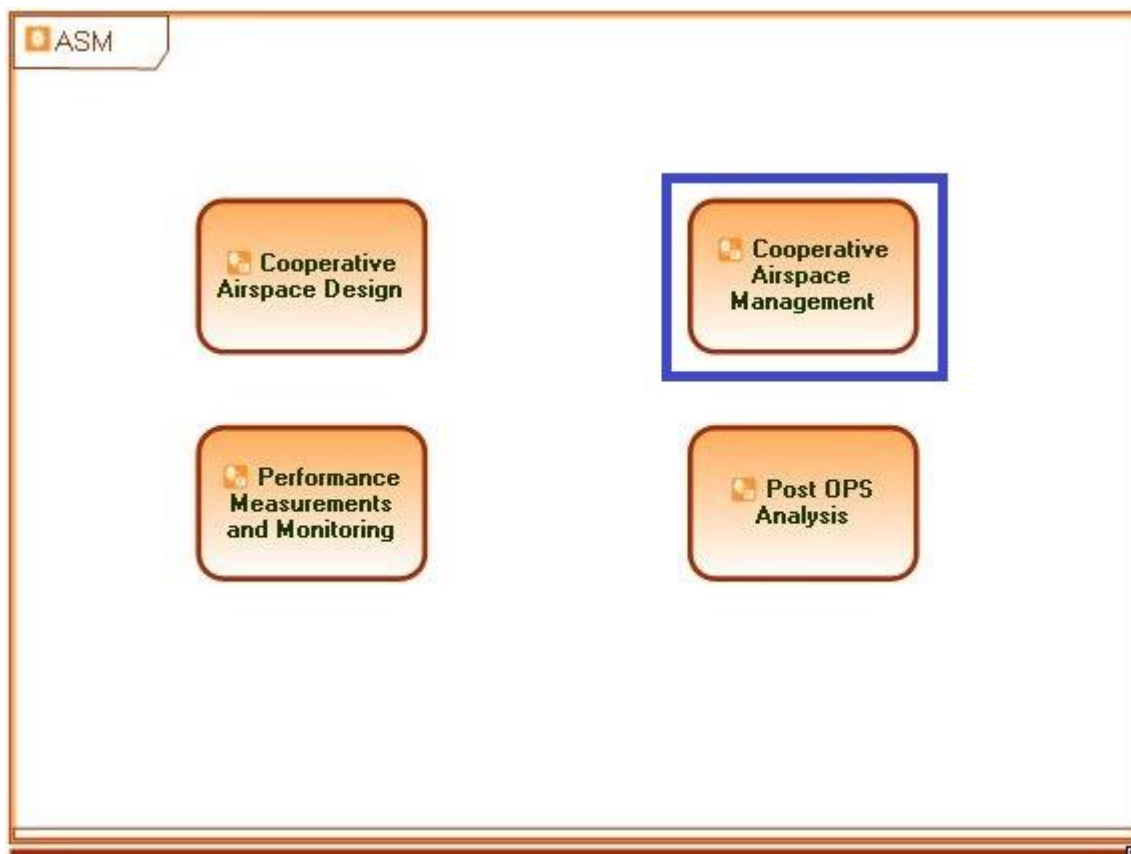 ASM
Cooperative
Airspace Design
Cooperative
Airspace
Management
Performance
Measurements
and Monitoring
Post OPS
Analysis